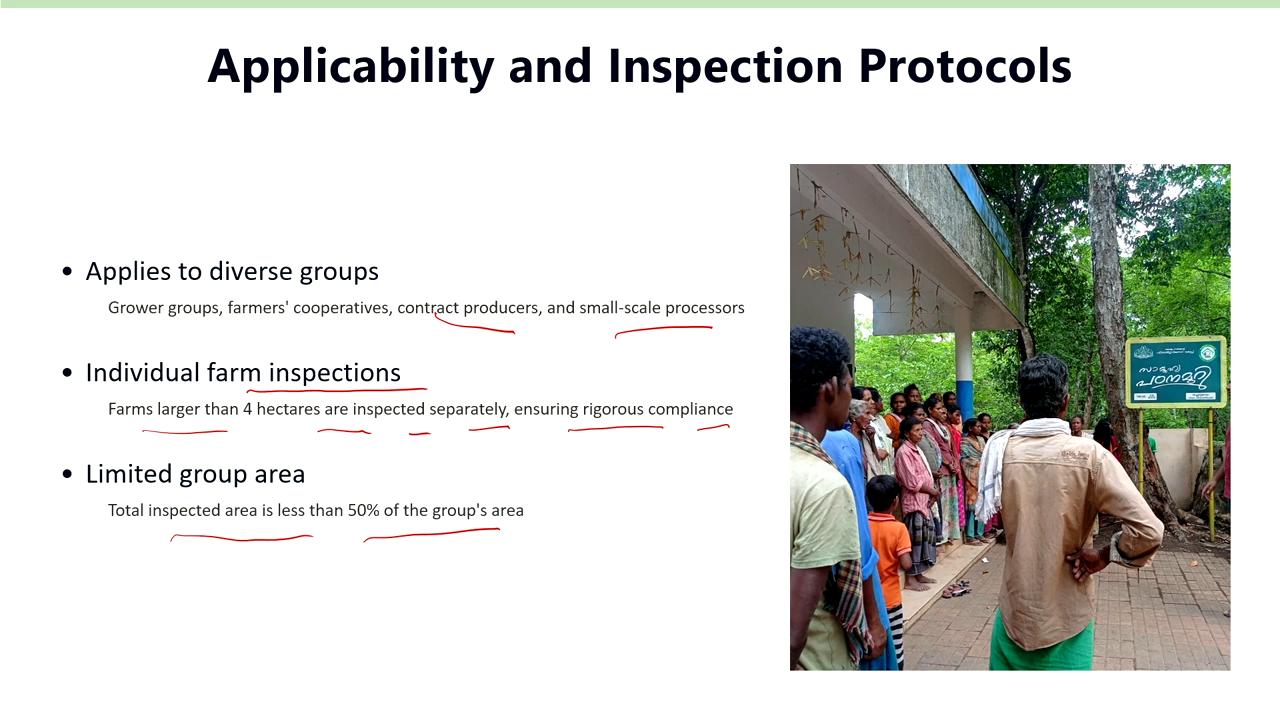 Applicability and Inspection Protocols
• Applies to diverse groups
Grower groups, farmers' cooperatives, contract producers, and small-scale processors
• Individual farm inspections
Farms larger than 4 hectares are inspected separately, ensuring rigorous compliance
• Limited group area
Total inspected area is less than 50% of the group's area
സാമൂഹ്യ
പഠനമുറി